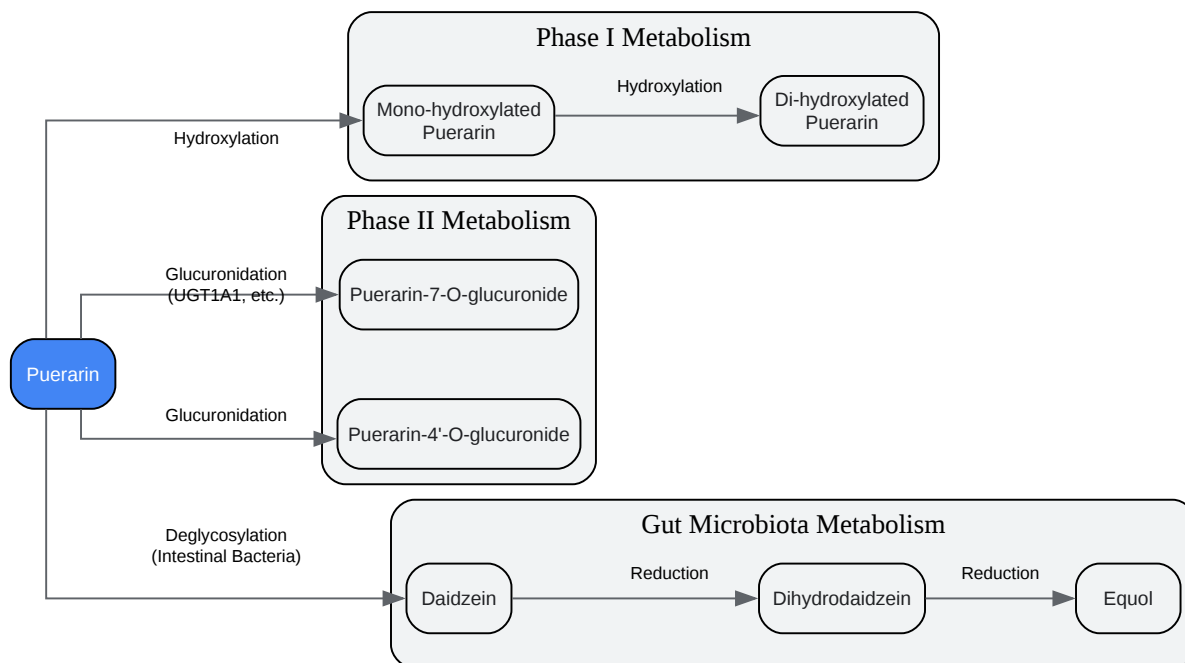 Phase I Metabolism
Mono-hydroxylated
Puerarin
Hydroxylation
Di-hydroxylated
Puerarin
Hydroxylation
Phase II Metabolism
Glucuronidation
(UGT1A1, etc.)
Puerarin-7-O-glucuronide
Puerarin
Glucuronidation
Puerarin-4'-O-glucuronide
Gut Microbiota Metabolism
Deglycosylation
(Intestinal Bacteria)
Daidzein
Reduction
Dihydrodaidzein
Reduction
Equol